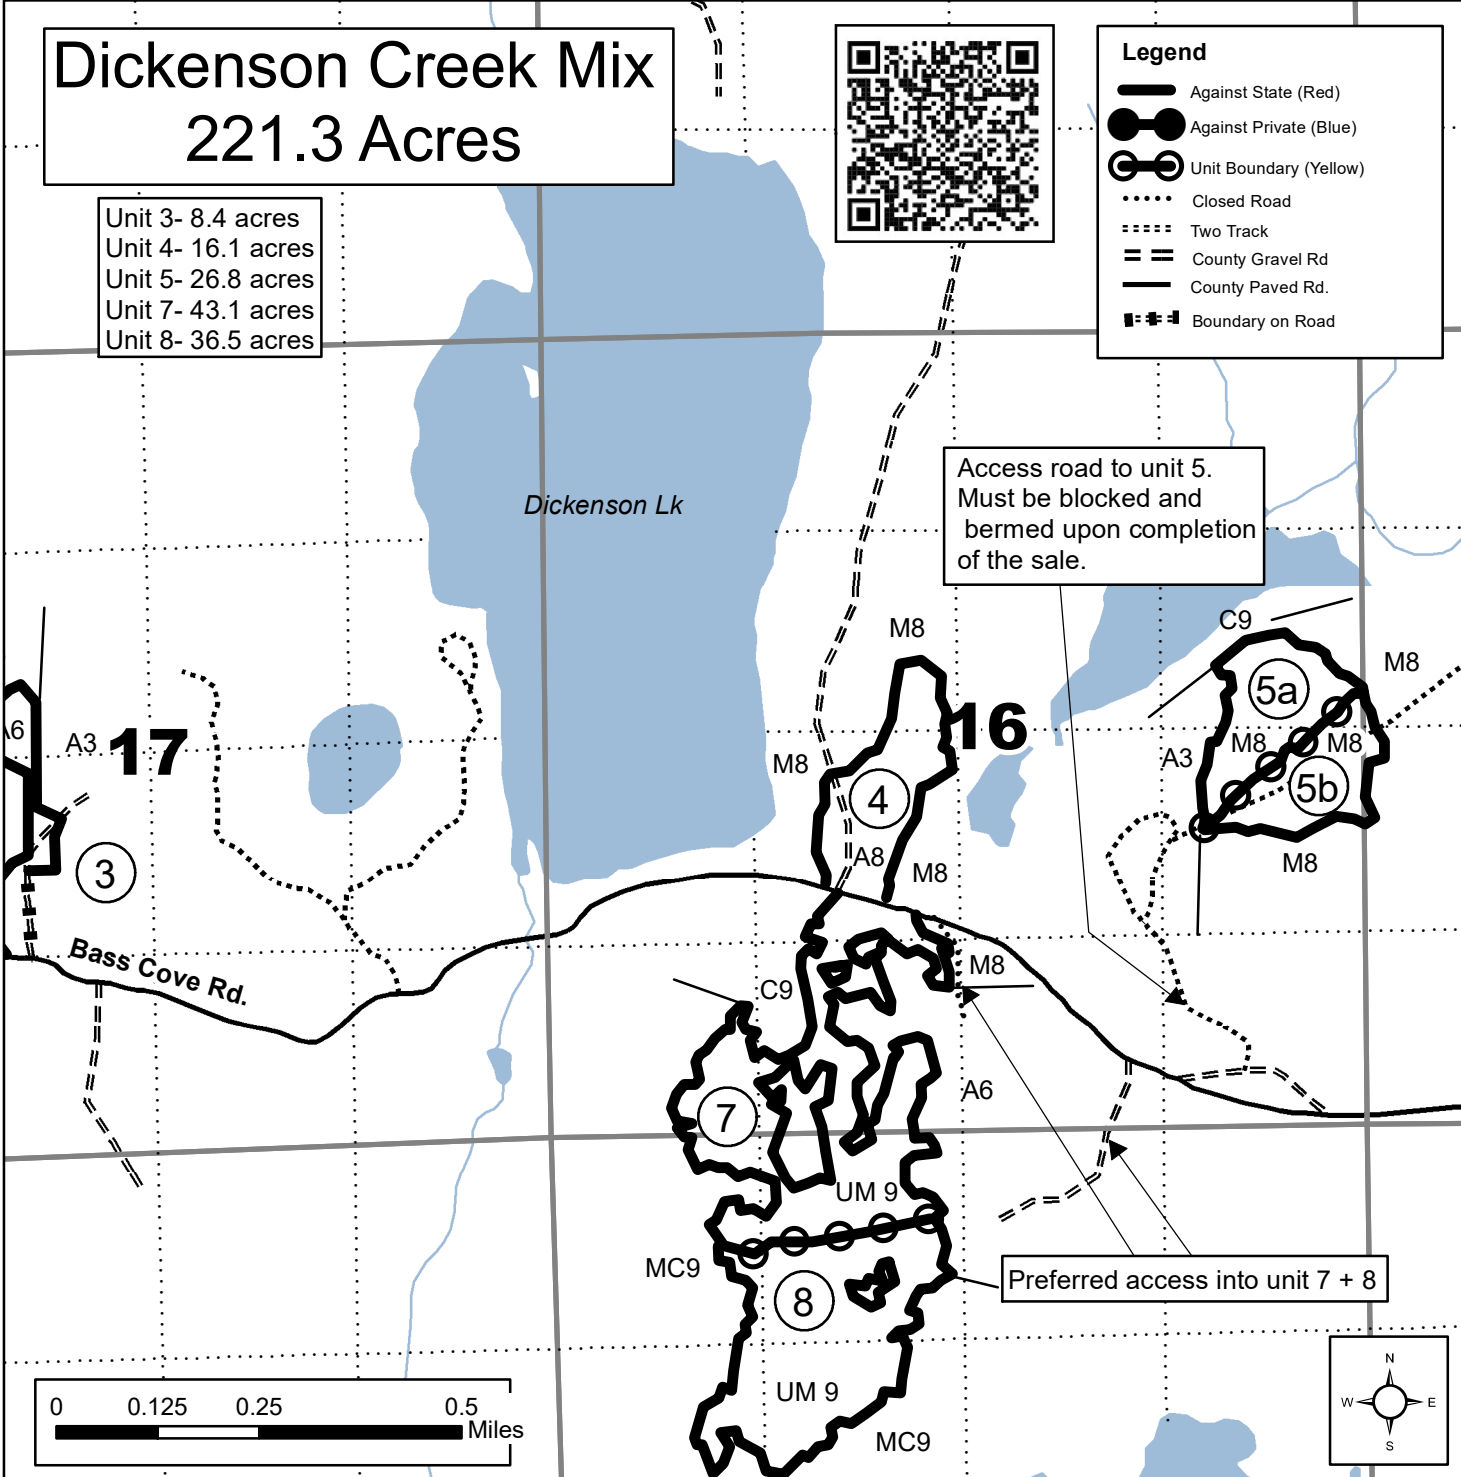 Dickenson Creek Mix
221.3 Acres
Unit 3- 8.4 acres
Unit 4- 16.1 acres
Unit 5- 26.8 acres
Unit 7- 43.1 acres
Unit 8- 36.5 acres
Legend
Against State (Red)
Against Private (Blue)
Unit Boundary (Yellow)
Closed Road
Two Track
County Gravel Rd
County Paved Rd.
Boundary on Road
Dickenson Lk
Access road to unit 5.
Must be blocked and
bermed upon completion
of the sale.
C9
M8
M8
5a
A6
A3
17
16
M8
A3
M8
M8
4
5b
3
A8
M8
M8
Bass Cove Rd.
M8
C9
A6
7
UM 9
MC9
8
Preferred access into unit 7 + 8
UM 9
MC9
0 0.125 0.25 0.5
Miles
N
W E
S